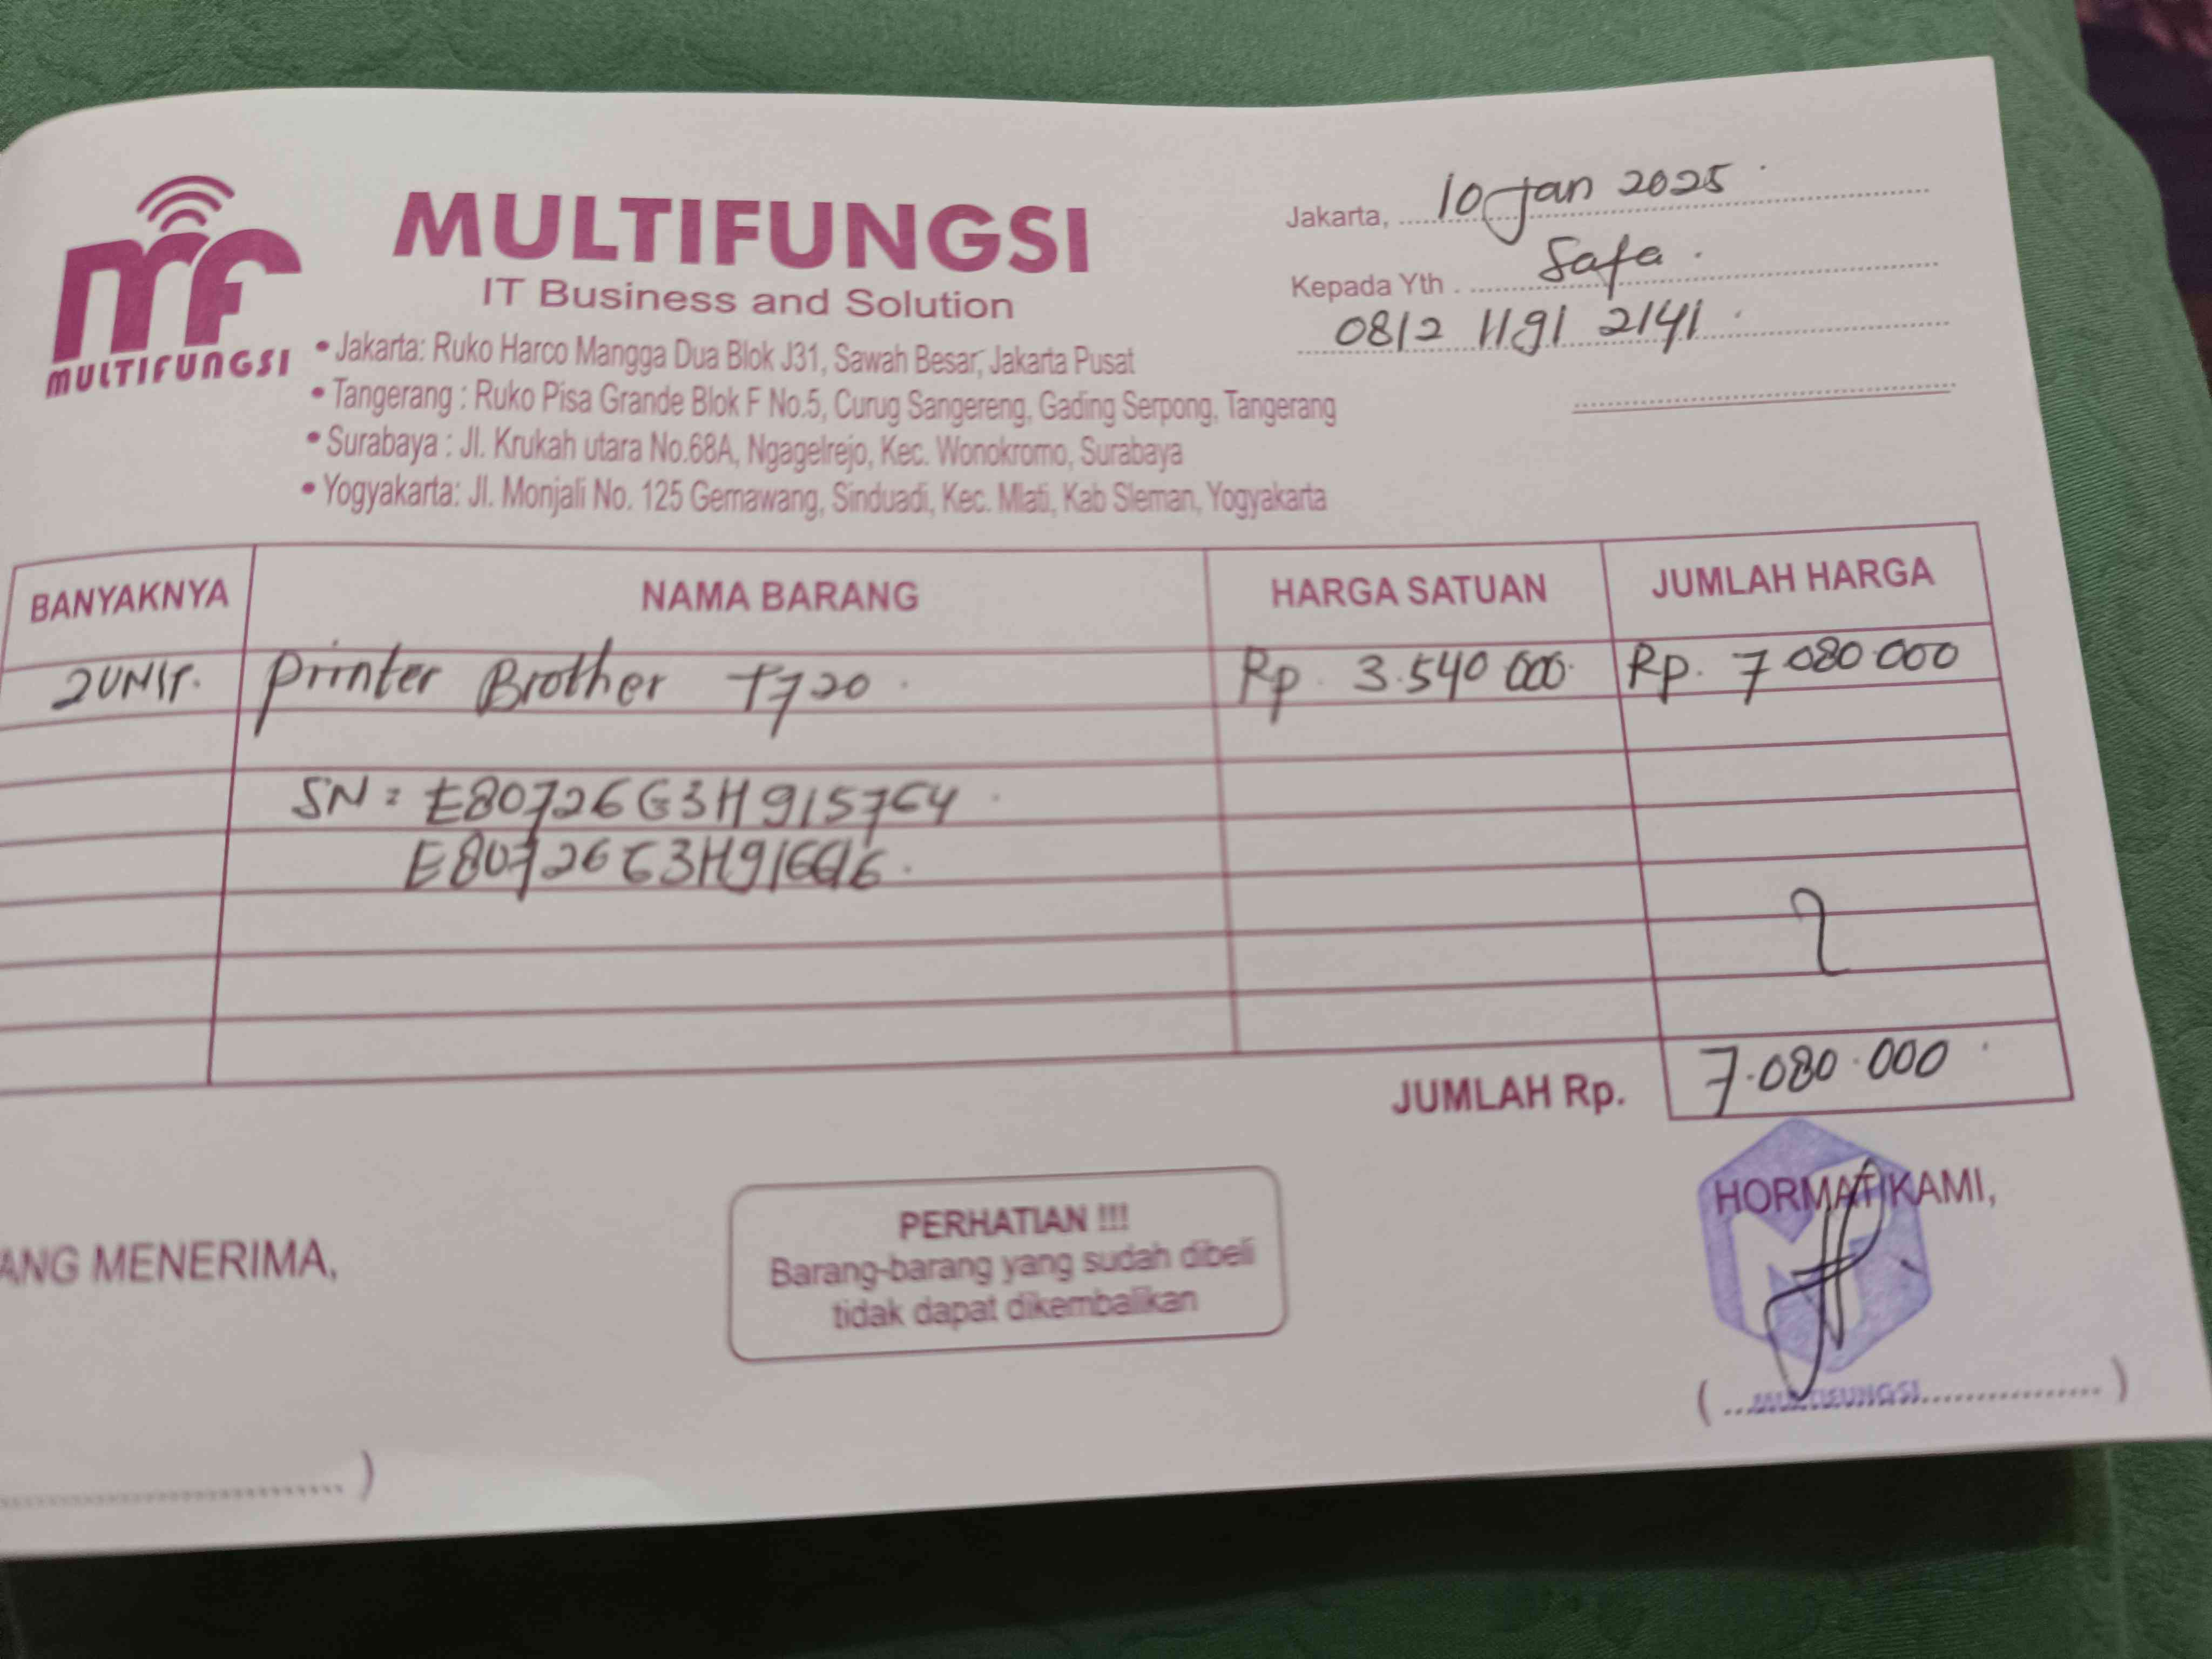 mf
MULTIFUNGSI
MULTIFUNGSI
IT Business and Solution
• Jakarta: Ruko Harco Mangga Dua Blok J31, Sawah Besar, Jakarta Pusat
• Tangerang : Ruko Pisa Grande Blok F No.5, Curug Sangereng, Gading Serpong, Tangerang
• Surabaya : Jl. Krukah utara No.68A, Ngagelrejo, Kec. Wonokromo, Surabaya
• Yogyakarta: Jl. Monjali No. 125 Gemawang, Sinduadi, Kec. Mlati, Kab Sleman, Yogyakarta
Jakarta, 10 Jan 2025
Kepada Yth . Safa
0812 1191 2141
BANYAKNYA NAMA BARANG HARGA SATUAN JUMLAH HARGA
2 UNIT. Printer Brother T720 Rp. 3.540 000 Rp. 7 080 000
SN = E80726G3H915764
JUMLAH Rp. 7.080.000
ANG MENERIMA,
PERHATIAN !!!
Barang-barang yang sudah dibeli
tidak dapat dikembalikan
HORMAT KAMI,
MULTIFUNGSI